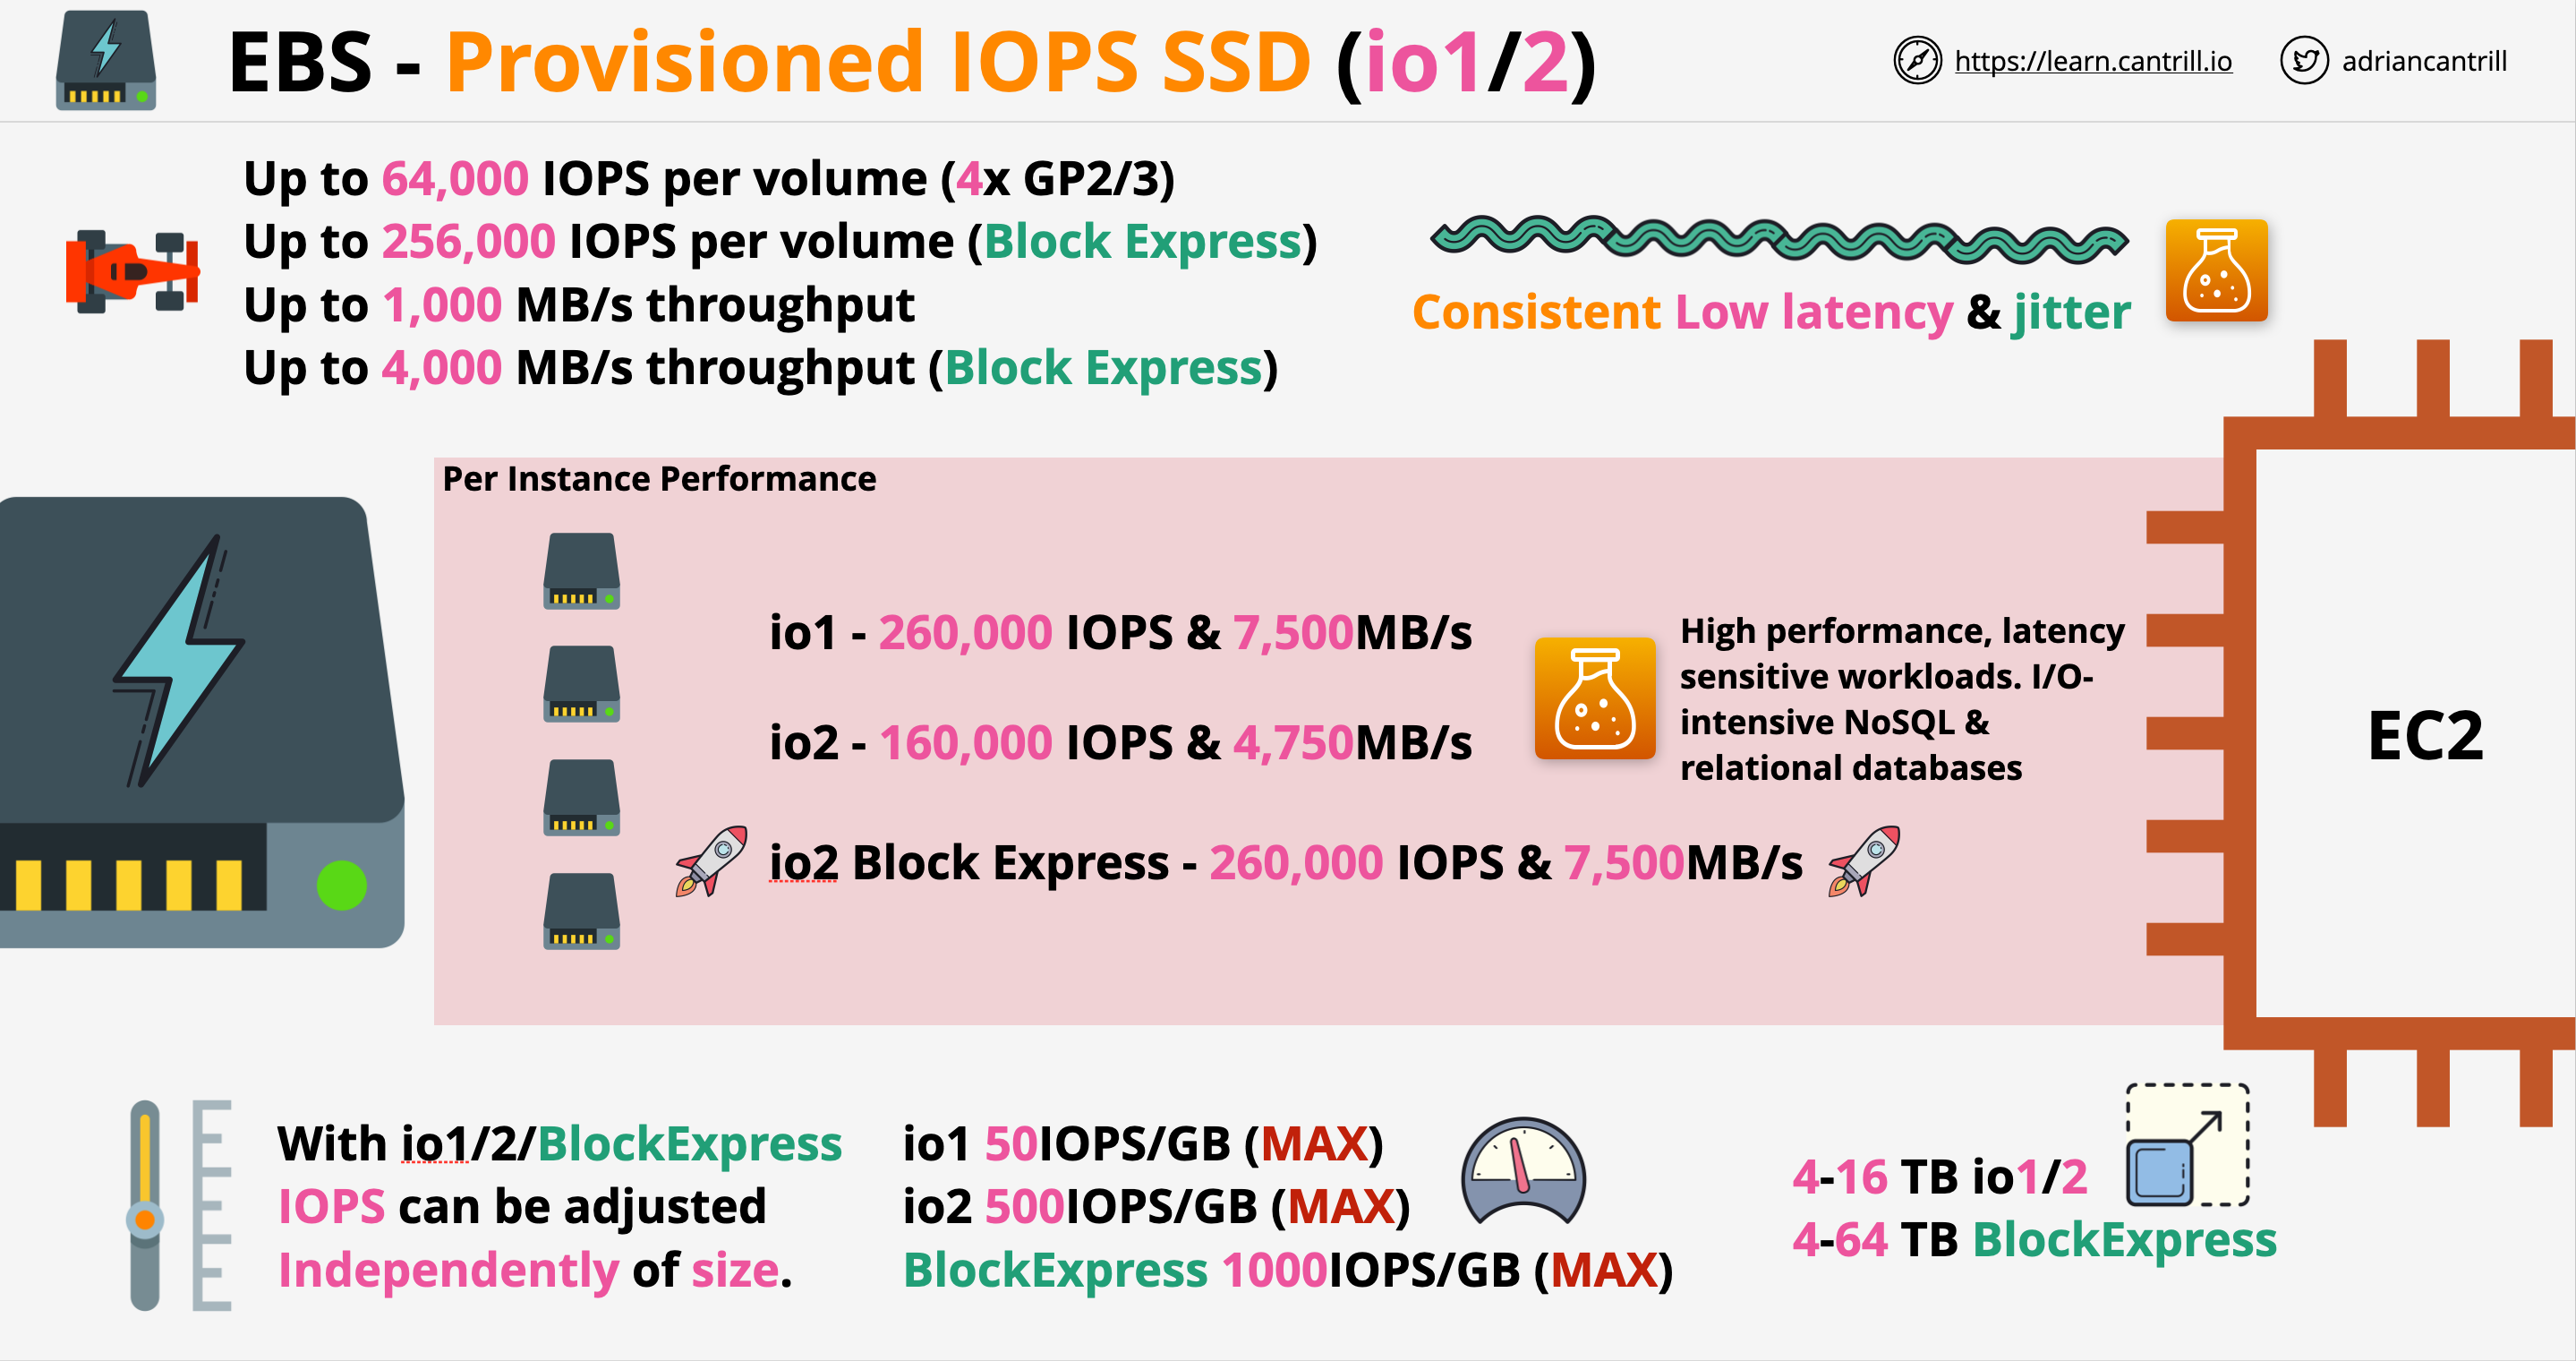 EBS - Provisioned IOPS SSD (io1/2)
https://learn.cantrill.io
adriancantrill
Up to 64,000 IOPS per volume (4x GP2/3)
Up to 256,000 IOPS per volume (Block Express)
Up to 1,000 MB/s throughput
Up to 4,000 MB/s throughput (Block Express)
Consistent Low latency & jitter
Per Instance Performance
io1 - 260,000 IOPS & 7,500MB/s
io2 - 160,000 IOPS & 4,750MB/s
io2 Block Express - 260,000 IOPS & 7,500MB/s
High performance, latency
sensitive workloads. I/O-
intensive NoSQL &
relational databases
EC2
With io1/2/BlockExpress
IOPS can be adjusted
Independently of size.
io1 50IOPS/GB (MAX)
io2 500IOPS/GB (MAX)
BlockExpress 1000IOPS/GB (MAX)
4-16 TB io1/2
4-64 TB BlockExpress